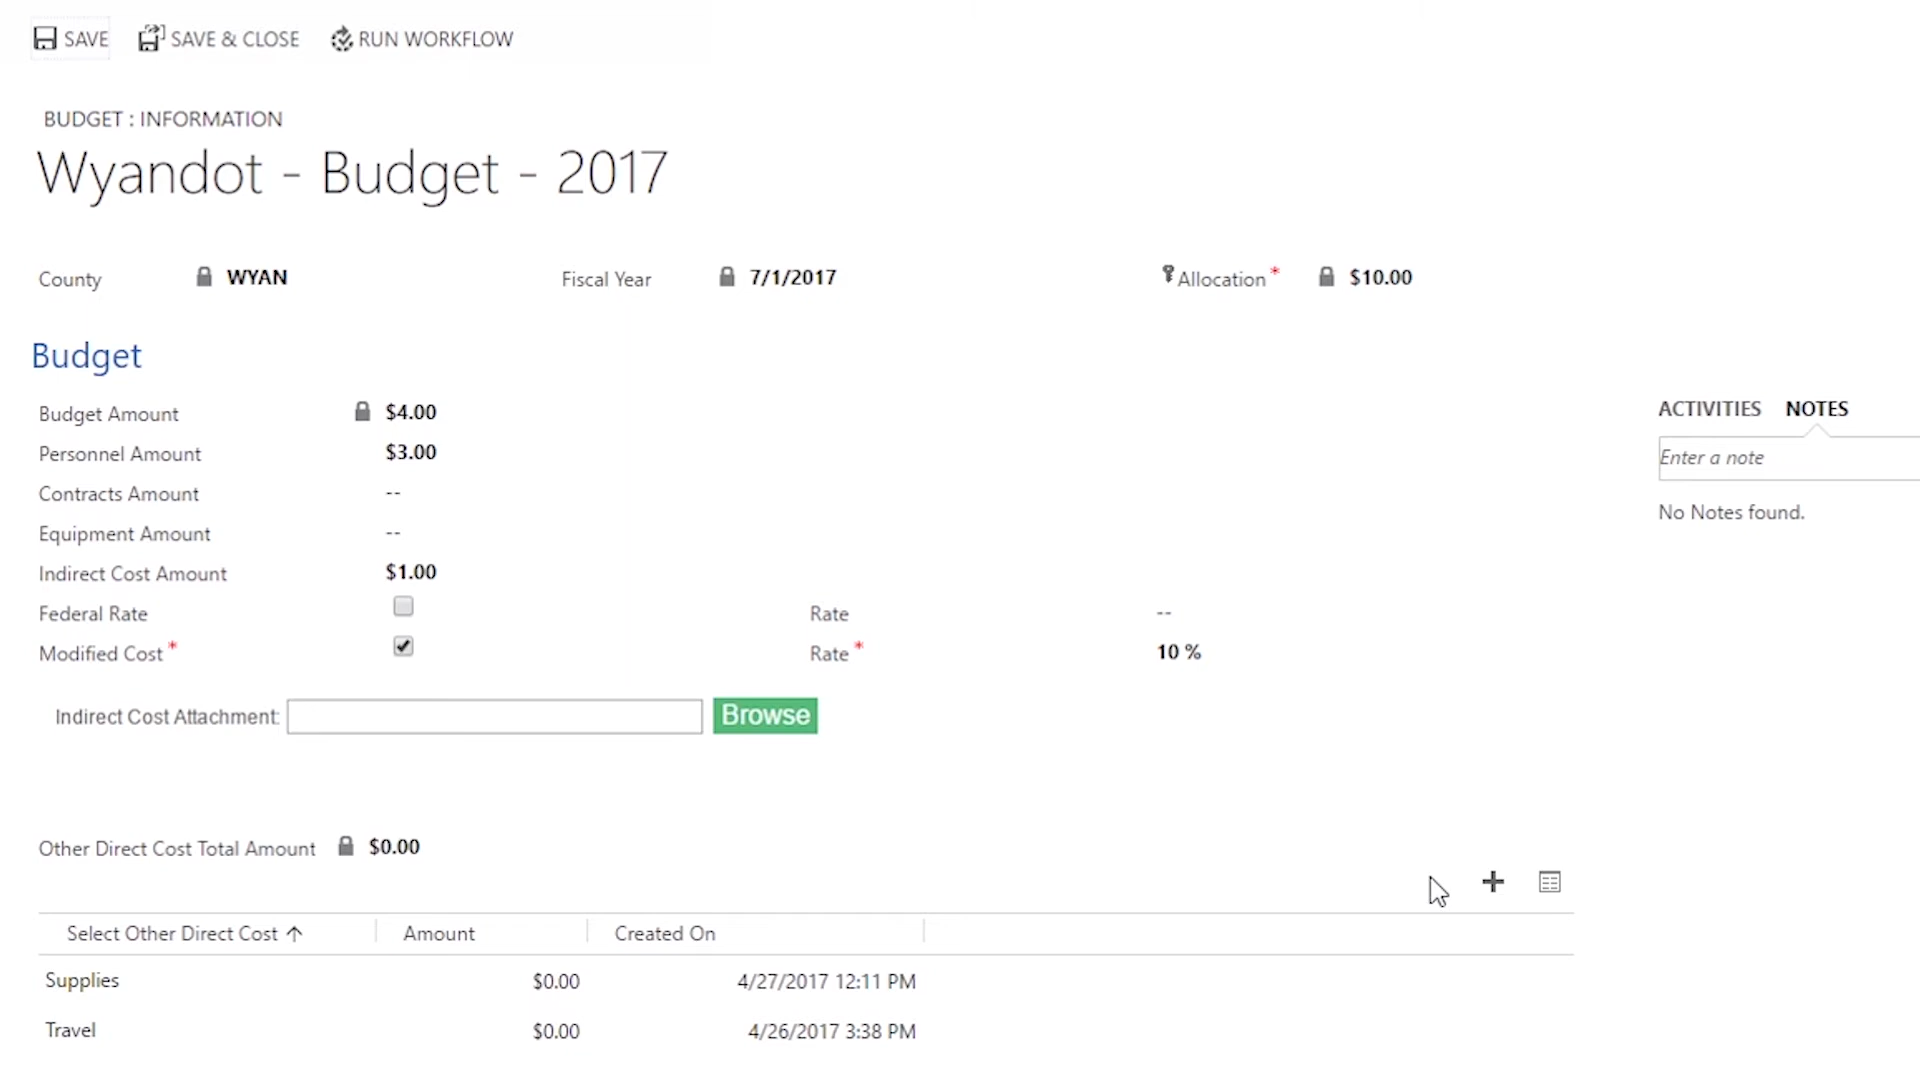 SAVE SAVE & CLOSE RUN WORKFLOW
BUDGET : INFORMATION
Wyandot - Budget - 2017
County WYAN Fiscal Year 7/1/2017 Allocation * $10.00
Budget
Budget Amount $4.00
Personnel Amount $3.00
Contracts Amount --
Equipment Amount --
Indirect Cost Amount $1.00
Federal Rate Rate --
Modified Cost * Rate * 10 %
Indirect Cost Attachment: Browse
ACTIVITIES NOTES
Enter a note
No Notes found.
Other Direct Cost Total Amount $0.00
Select Other Direct Cost ↑ Amount Created On
Supplies $0.00 4/27/2017 12:11 PM
Travel $0.00 4/26/2017 3:38 PM